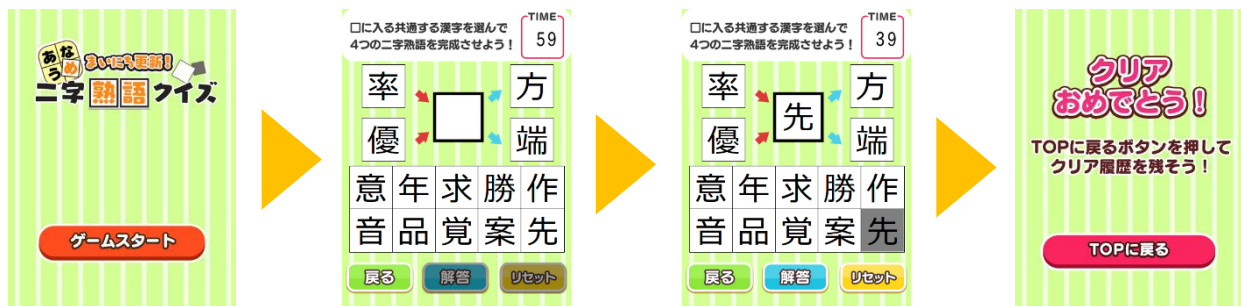 あなうめ
まいにち更新!
二字熟語クイズ
ゲームスタート
□に入る共通する漢字を選んで
4つの二字熟語を完成させよう!
TIME
59
率 方
優 端
意 年 求 勝 作
音 品 覚 案 先
戻る 解答 リセット
□に入る共通する漢字を選んで
4つの二字熟語を完成させよう!
TIME
39
率 先 方
優 端
意 年 求 勝 作
音 品 覚 案 先
戻る 解答 リセット
クリア
おめでとう!
TOPに戻るボタンを押して
クリア履歴を残そう!
TOPに戻る